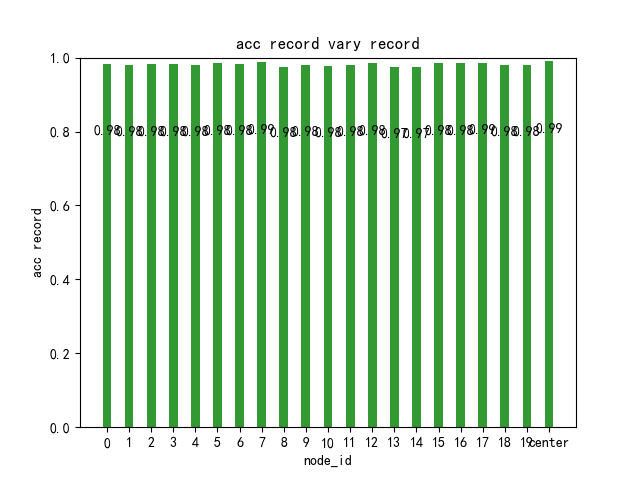 acc record vary record
1.0
0.8
0.6
0.4
0.2
0.0
acc record
0.98 0.98 0.98 0.98 0.98 0.98 0.98 0.99 0.98 0.98 0.98 0.98 0.98 0.97 0.97 0.98 0.98 0.99 0.98 0.98 0.99
0 1 2 3 4 5 6 7 8 9 10 11 12 13 14 15 16 17 18 19 center
node_id